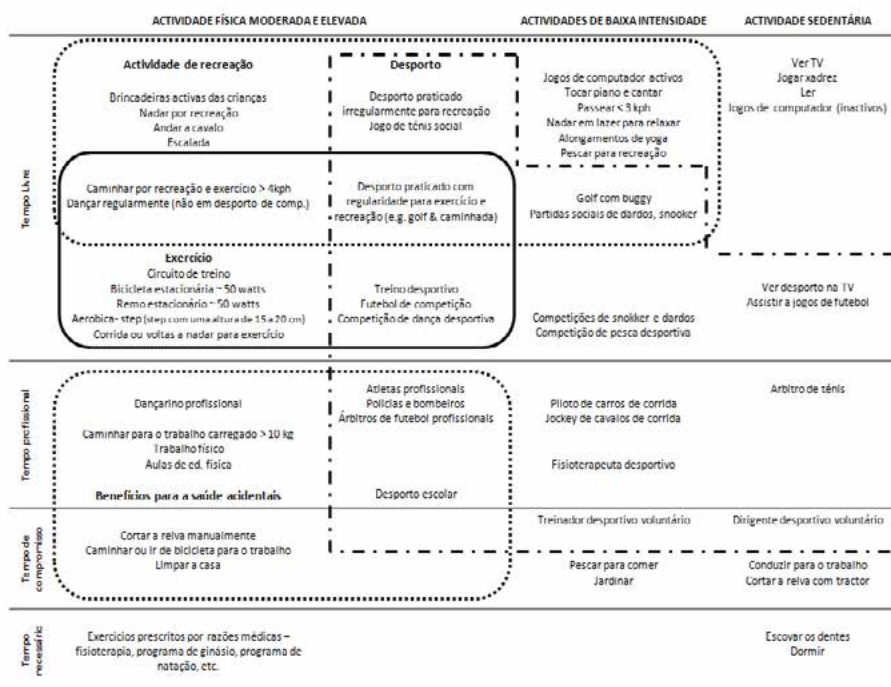 ACTIVIDADE FÍSICA MODERADA E ELEVADA
ACTIVIDADES DE BAIXA INTENSIDADE
ACTIVIDADE SEDENTÁRIA
Tempo Livre
Actividade de recreação
Brincadeiras activas das crianças
Nadar por recreação
Andar a cavalo
Escalada
Desporto
Desporto praticado
irregularmente para recreação
Jogo de ténis social
Jogos de computador activos
Tocar piano e cantar
Passear < 3 kph
Nadar em lazer para relaxar
Alongamentos de yoga
Pescar para recreação
Ver TV
Jogar xadrez
Ler
Jogos de computador (inactivos)
Caminhar por recreação e exercício > 4kph
Dançar regularmente (não em desporto de comp.)
Desporto praticado com
regularidade para exercício e
recreação (e.g. golf & caminhada)
Golf com buggy
Partidas sociais de dardos, snooker
Exercício
Circuito de treino
Bicicleta estacionária ~ 50 watts
Remo estacionário ~ 50 watts
Aerobica- step (step com uma altura de 15 a 20 cm)
Corrida ou voltas a nadar para exercício
Treino desportivo
Futebol de competição
Competição de dança desportiva
Competições de snokker e dardos
Competição de pesca desportiva
Ver desporto na TV
Assistir a jogos de futebol
Tempo profissional
Dançarino profissional
Caminhar para o trabalho carregado > 10 kg
Trabalho físico
Aulas de ed. física
Benefícios para a saúde acidentais
Atletas profissionais
Policias e bombeiros
Árbitros de futebol profissionais
Desporto escolar
Piloto de carros de corrida
Jockey de cavalos de corrida
Fisioterapeuta desportivo
Arbitro de ténis
Tempo de
compromisso
Cortar a relva manualmente
Caminhar ou ir de bicicleta para o trabalho
Limpar a casa
Treinador desportivo voluntário
Pescar para comer
Jardinar
Dirigente desportivo voluntário
Conduzir para o trabalho
Cortar a relva com tractor
Tempo
necessário
Exercicios prescritos por razões médicas –
fisioterapia, programa de ginásio, programa de
natação, etc.
Escovar os dentes
Dormir